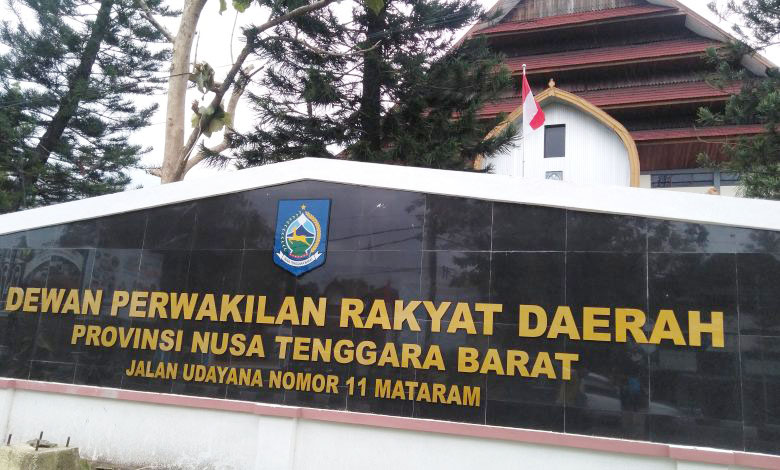 DEWAN PERWAKILAN RAKYAT DAERAH
PROVINSI NUSA TENGGARA BARAT
JALAN UDAYANA NOMOR 11 MATARAM